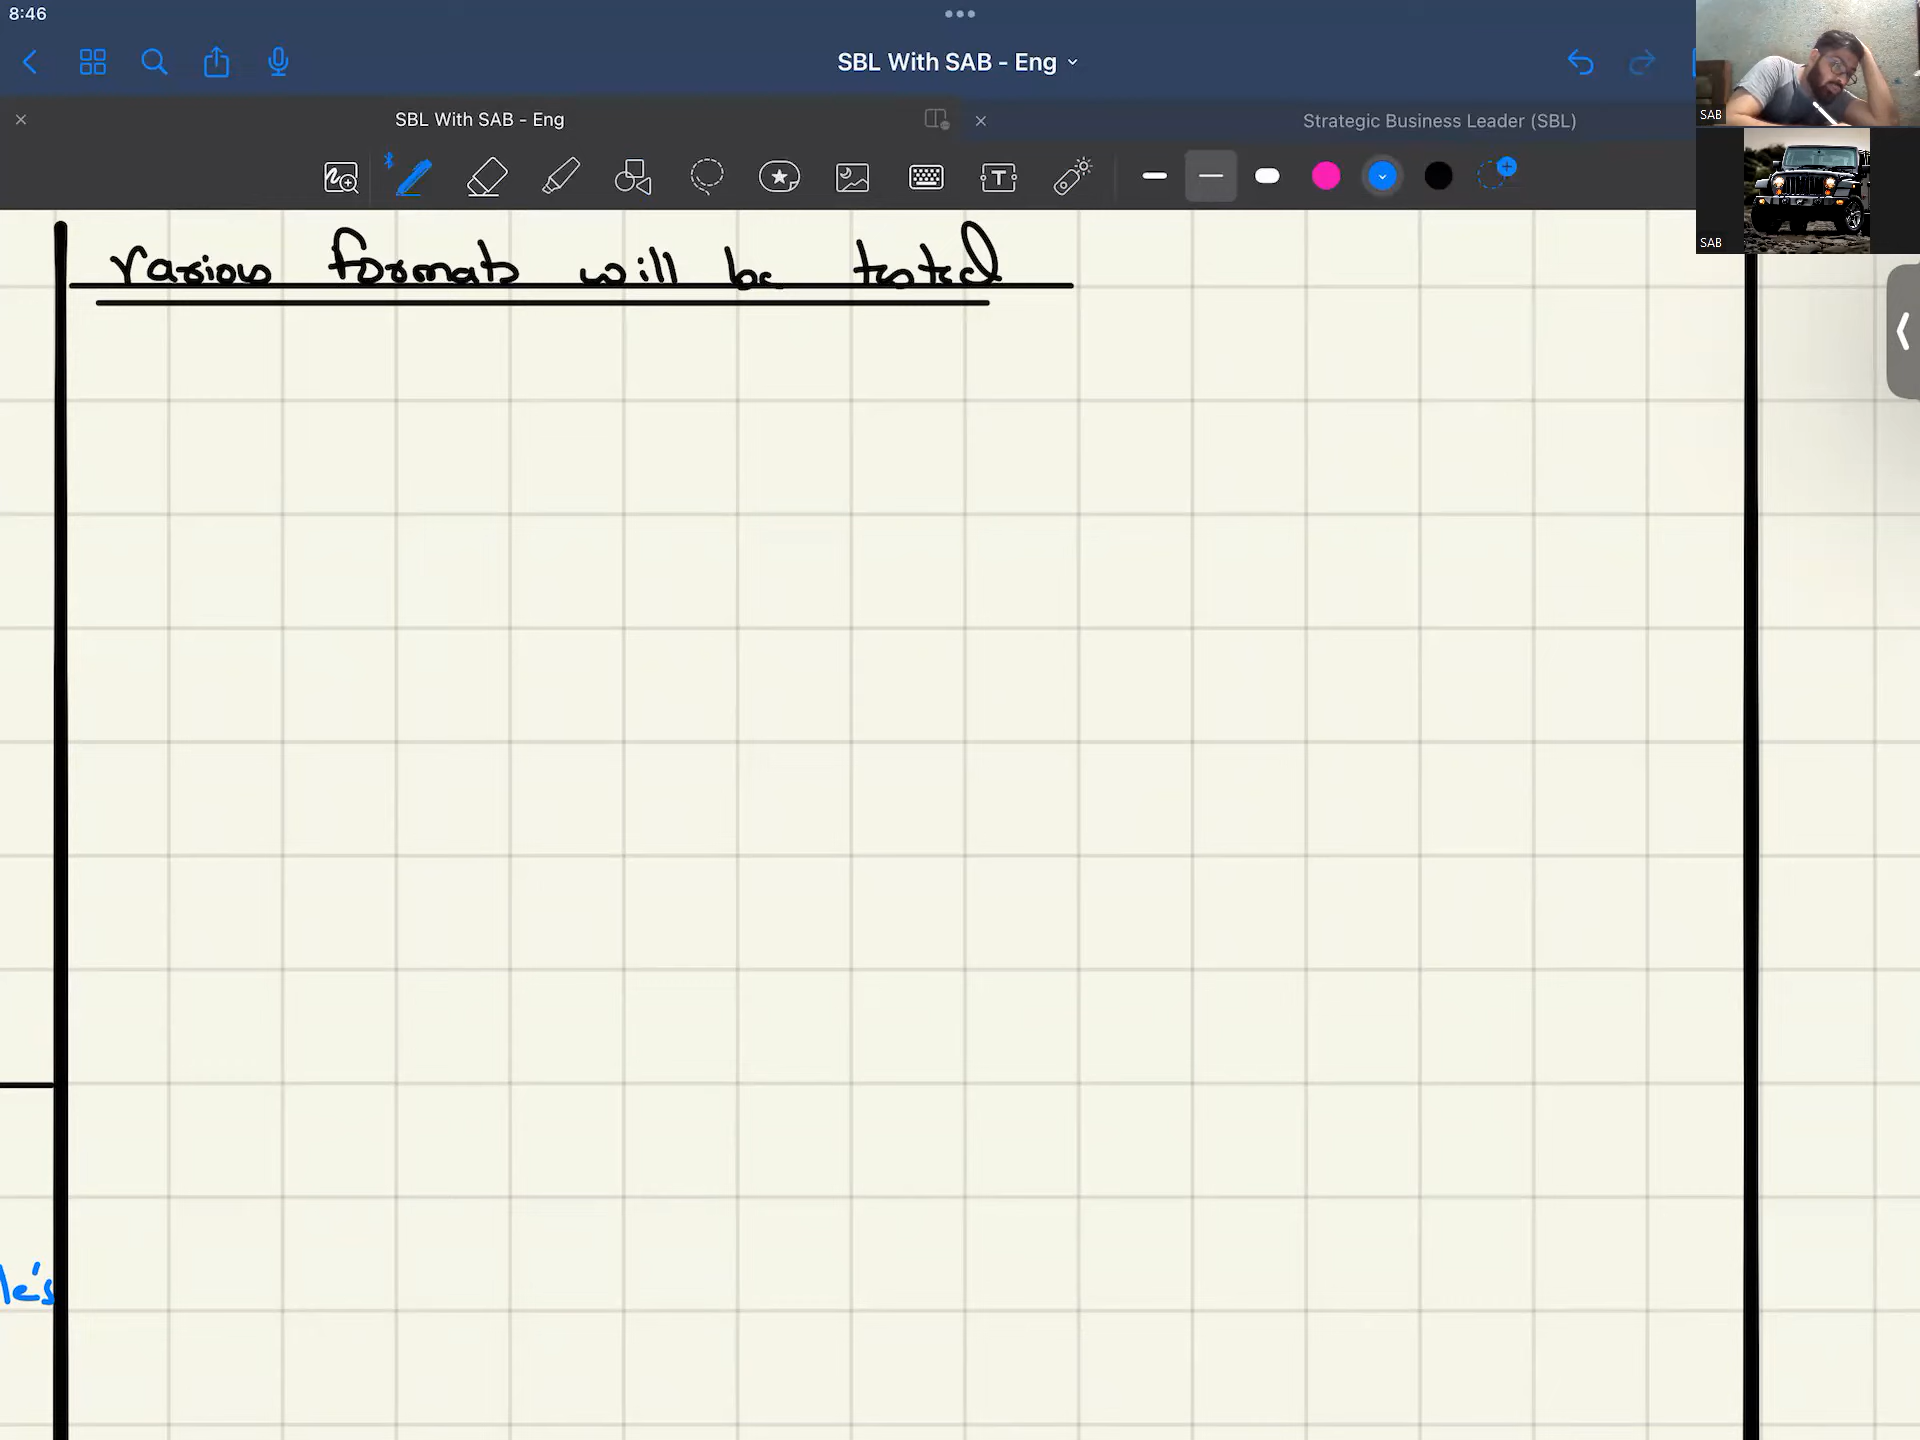 8:46
SBL With SAB - Eng
SBL With SAB - Eng
Strategic Business Leader (SBL)
SAB
SAB
various formats will be tested
le's